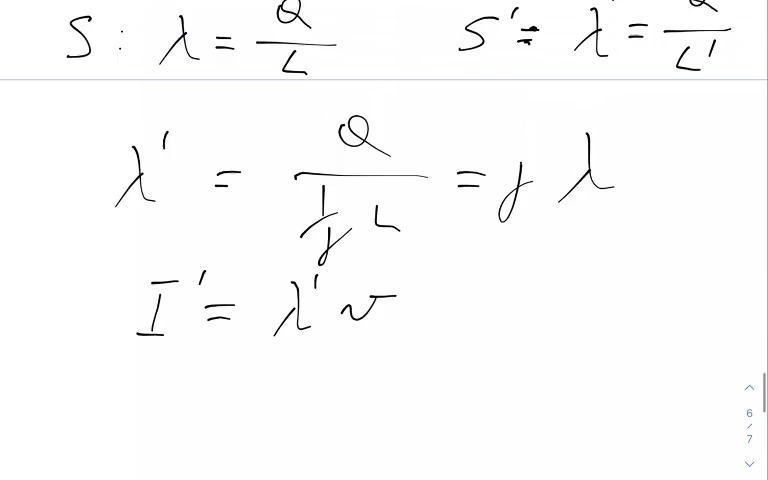 S : λ = Q/L    S' : λ' = Q/L'
λ' = Q / (1/γ L) = γ λ
I' = λ' v
6 / 7